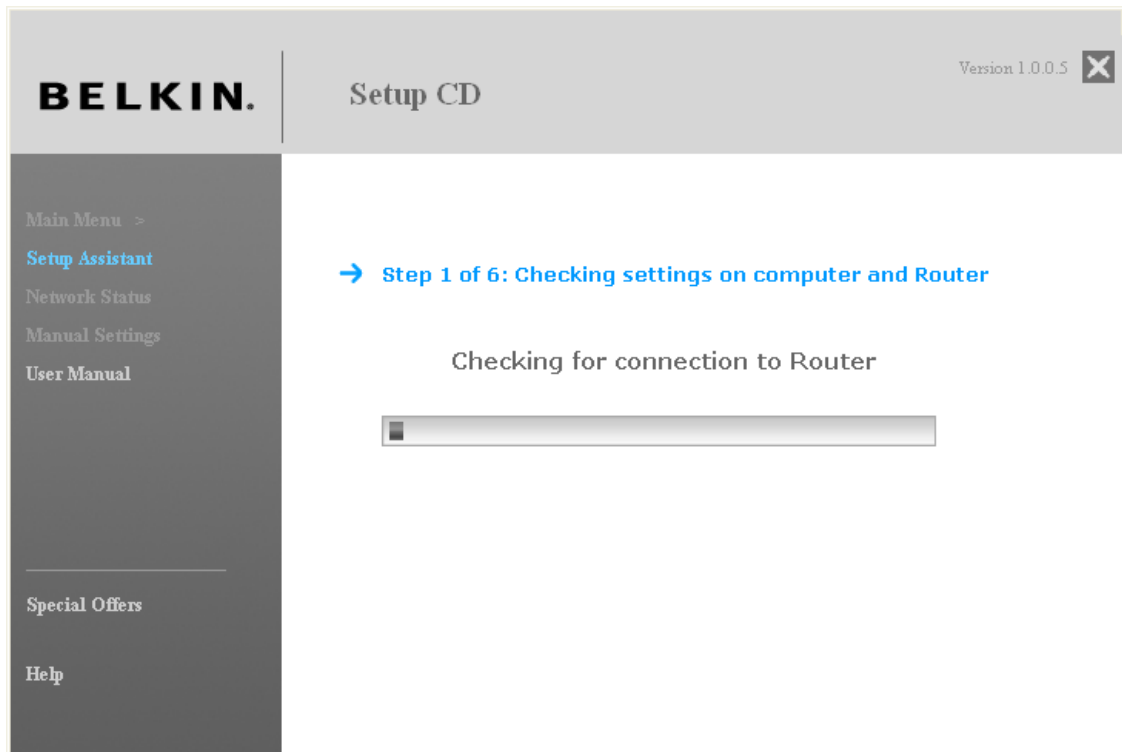 BELKIN.
Setup CD
Version 1.0.0.5
Main Menu >
Setup Assistant
Network Status
Manual Settings
User Manual
Special Offers
Help
Step 1 of 6: Checking settings on computer and Router
Checking for connection to Router